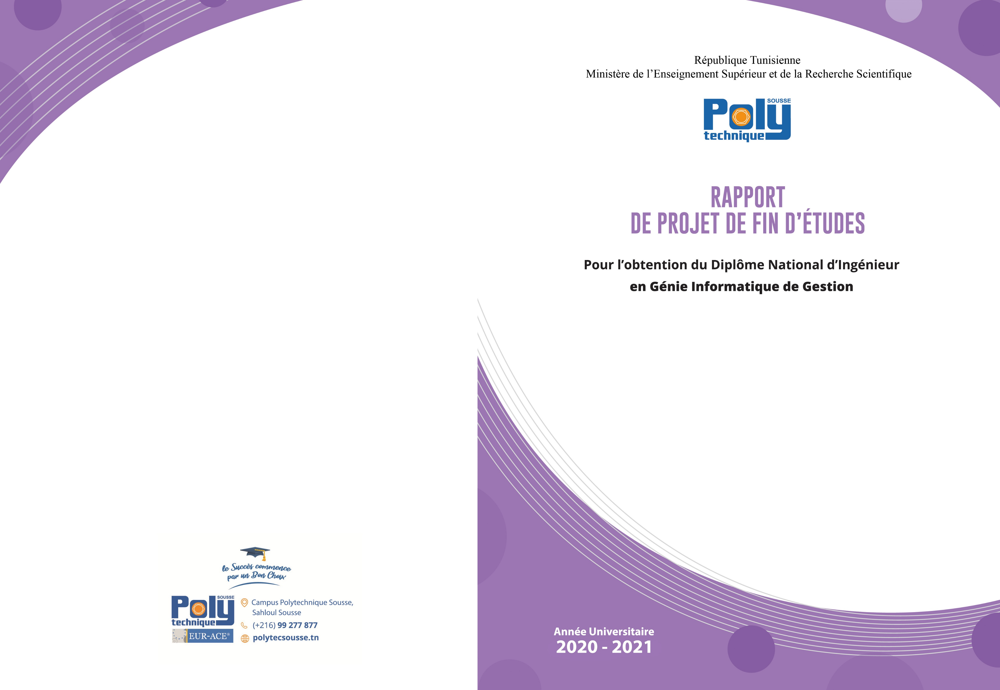 République Tunisienne
Ministère de l’Enseignement Supérieur et de la Recherche Scientifique
Poly SOUSSE
technique
RAPPORT
DE PROJET DE FIN D’ÉTUDES
Pour l’obtention du Diplôme National d’Ingénieur
en Génie Informatique de Gestion
Année Universitaire
2020 - 2021
le Succès commence
par un Bon Choix
Poly SOUSSE
technique
EUR-ACE®
Campus Polytechnique Sousse,
Sahloul Sousse
(+216) 99 277 877
polytecsousse.tn